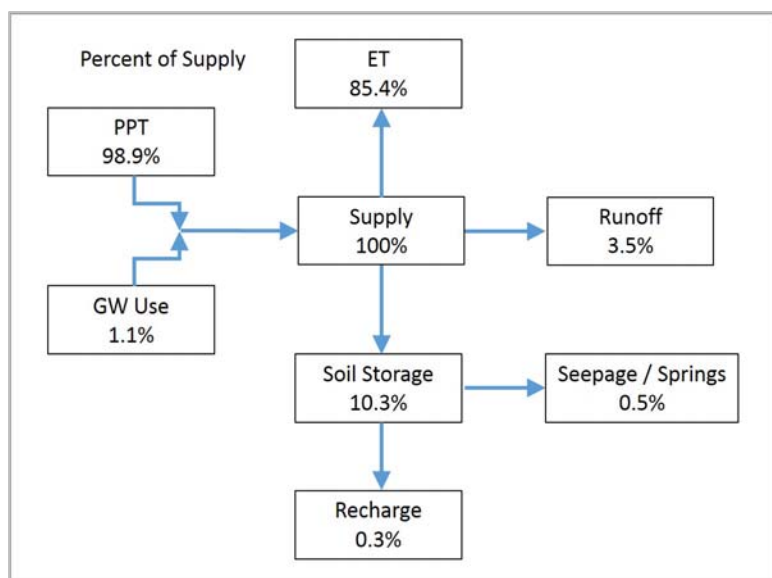 Percent of Supply
ET
85.4%
PPT
98.9%
Supply
100%
Runoff
3.5%
GW Use
1.1%
Soil Storage
10.3%
Seepage / Springs
0.5%
Recharge
0.3%